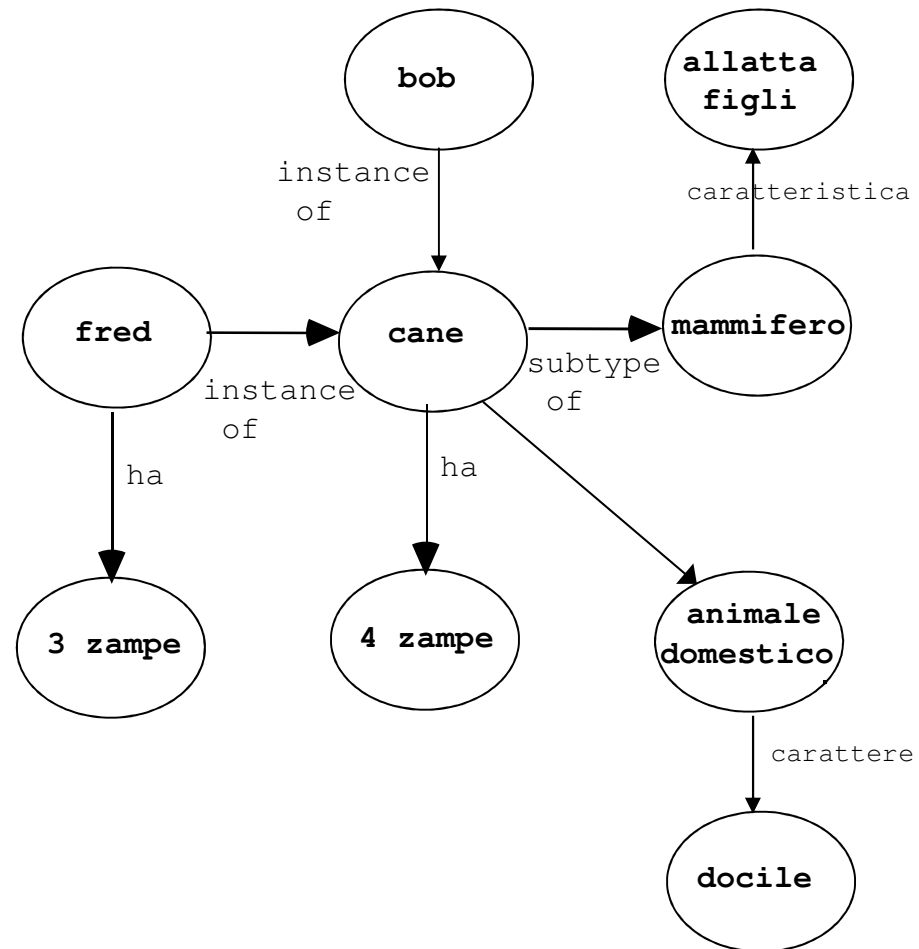 bob
allatta
figli
instance
of
caratteristica
fred
cane
mammifero
instance
of
subtype
of
ha
ha
3 zampe
4 zampe
animale
domestico
carattere
docile